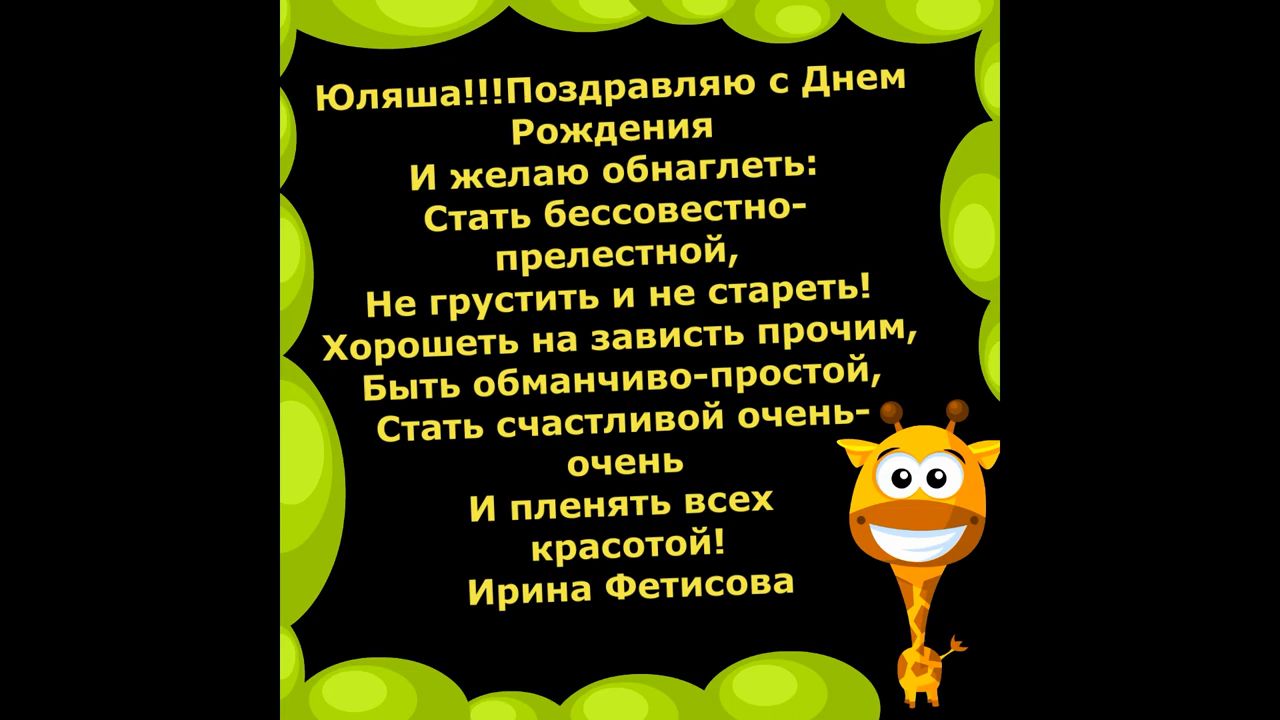 Юляша!!!Поздравляю с Днем
Рождения
И желаю обнаглеть:
Стать бессовестно-
прелестной,
Не грустить и не стареть!
Хорошеть на зависть прочим,
Быть обманчиво-простой,
Стать счастливой очень-
очень
И пленять всех
красотой!
Ирина Фетисова